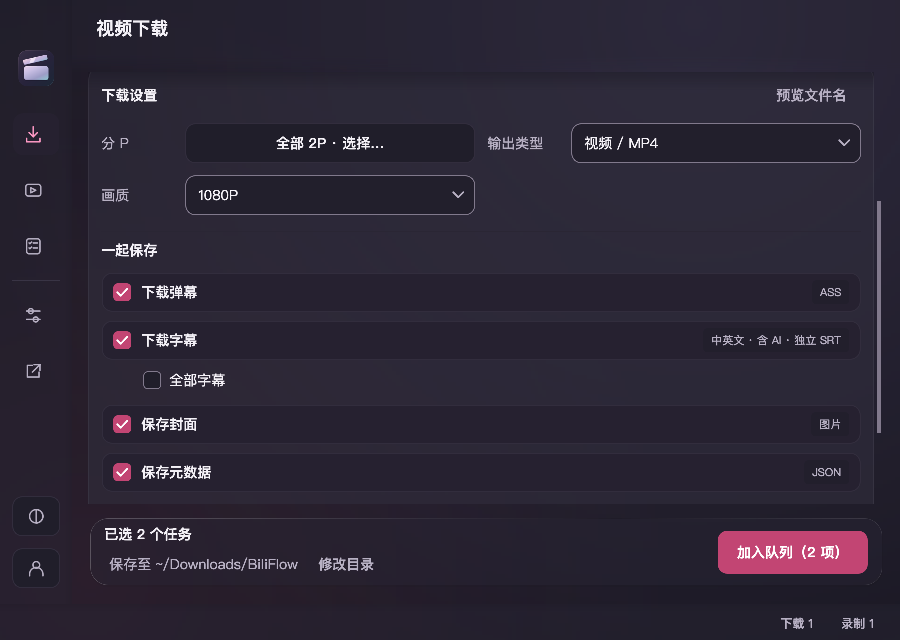 视频下载
下载设置
预览文件名
分 P
全部 2P · 选择...
输出类型
视频 / MP4
画质
1080P
一起保存
下载弹幕
ASS
下载字幕
中英文 · 含 AI · 独立 SRT
全部字幕
保存封面
图片
保存元数据
JSON
已选 2 个任务
保存至 ~/Downloads/BiliFlow
修改目录
加入队列（2 项）
下载 1
录制 1